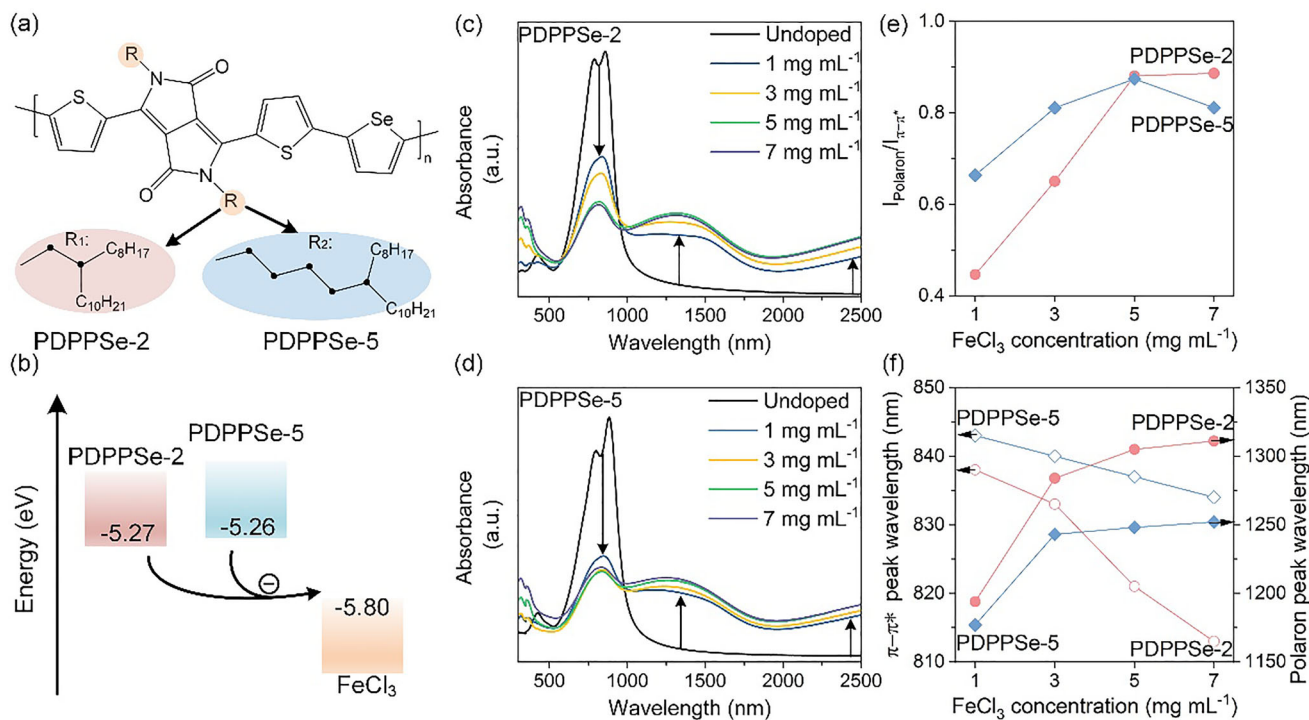 (a)
R
N
O
S
S
Se
n
O
N
R
R₁:
C₈H₁₇
C₁₀H₂₁
R₂:
C₈H₁₇
C₁₀H₂₁
PDPPSe-2
PDPPSe-5
(b)
Energy (eV)
PDPPSe-2
-5.27
PDPPSe-5
-5.26
⊖
-5.80
FeCl₃
(c)
PDPPSe-2
Undoped
1 mg mL⁻¹
3 mg mL⁻¹
5 mg mL⁻¹
7 mg mL⁻¹
Absorbance
(a.u.)
500 1000 1500 2000 2500
Wavelength (nm)
(d)
PDPPSe-5
Undoped
1 mg mL⁻¹
3 mg mL⁻¹
5 mg mL⁻¹
7 mg mL⁻¹
Absorbance
(a.u.)
500 1000 1500 2000 2500
Wavelength (nm)
(e)
1.0
0.8
0.6
0.4
I_Polaron/I_π-π*
PDPPSe-2
PDPPSe-5
1 3 5 7
FeCl₃ concentration (mg mL⁻¹)
(f)
850
840
830
820
810
π-π* peak wavelength (nm)
PDPPSe-5
PDPPSe-2
PDPPSe-5
PDPPSe-2
1350
1300
1250
1200
1150
Polaron peak wavelength (nm)
1 3 5 7
FeCl₃ concentration (mg mL⁻¹)